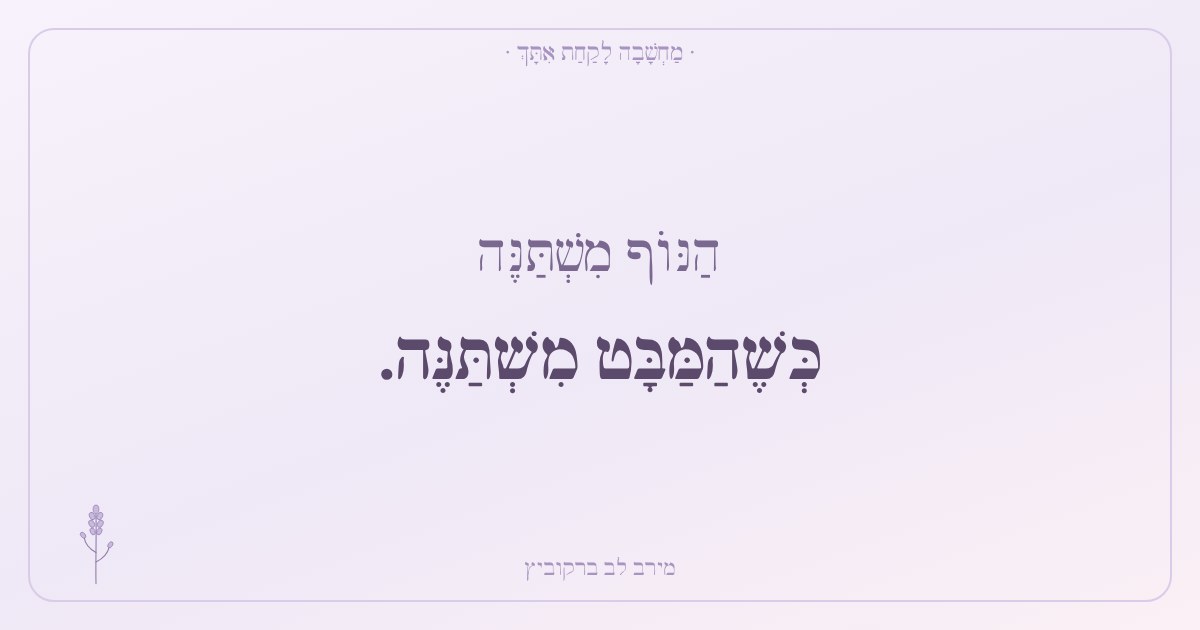 · מַחְשָׁבָה לָקַחַת אִתָּךְ ·
הַנּוֹף מִשְׁתַּנֶּה
כְּשֶׁהַמַּבָּט מִשְׁתַּנֶּה.
מירב לב ברקוביץ